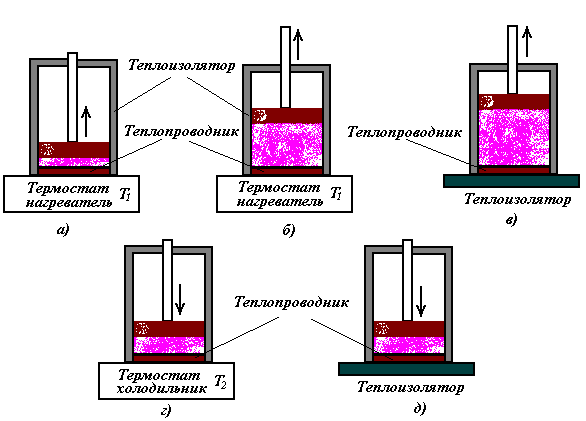 Теплоизолятор
Теплопроводник
Теплопроводник
Термостат
нагреватель T1
Термостат
нагреватель T1
Теплоизолятор
а)
б)
в)
Теплопроводник
Термостат
холодильник T2
Теплоизолятор
г)
д)